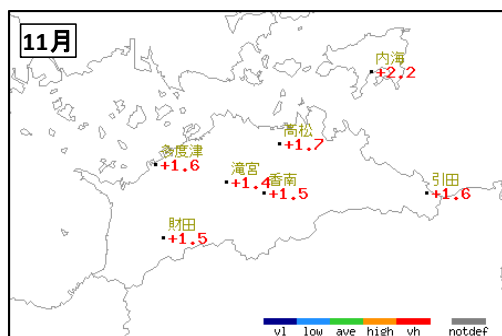 11月
内海
+2.2
高松
+1.7
多度津
+1.6
滝宮
+1.4
香南
+1.5
引田
+1.6
財田
+1.5
vl low ave high vh notdef